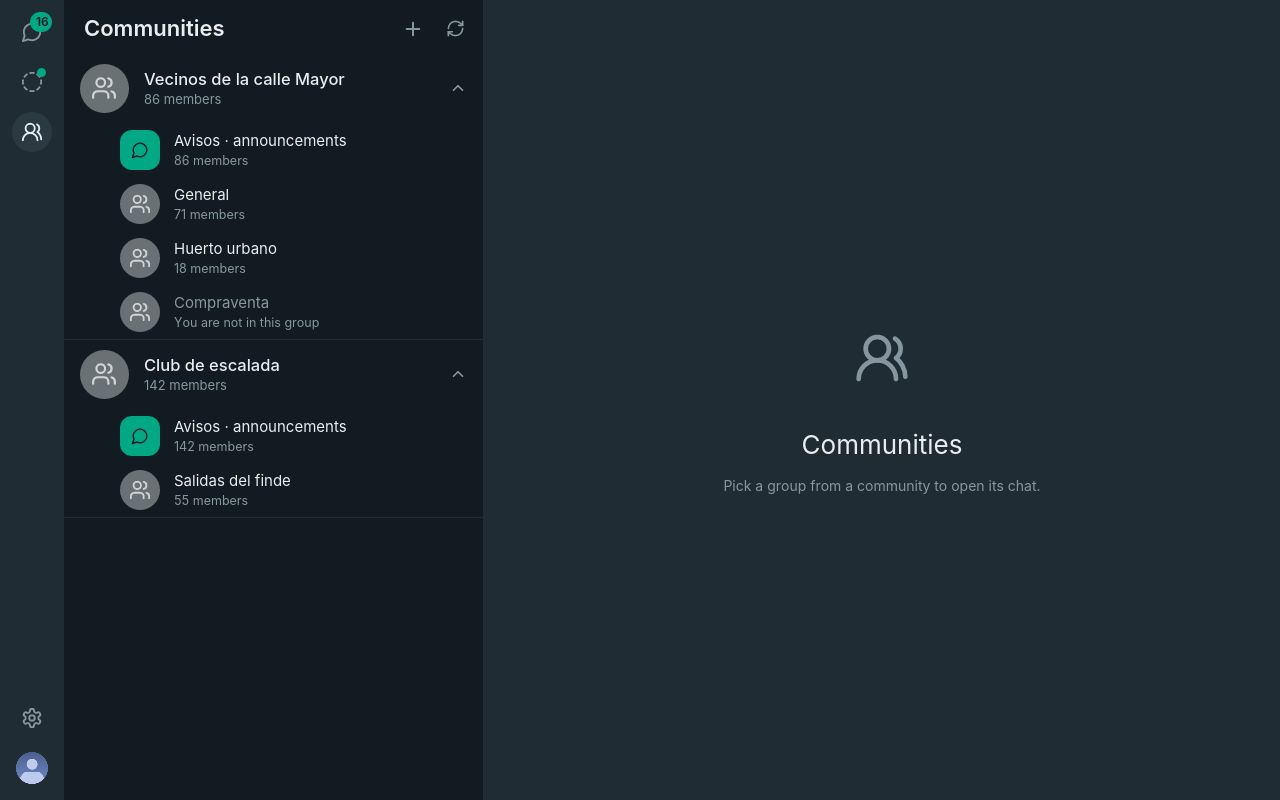 16
Communities
Vecinos de la calle Mayor
86 members
Avisos · announcements
86 members
General
71 members
Huerto urbano
18 members
Compraventa
You are not in this group
Club de escalada
142 members
Avisos · announcements
142 members
Salidas del finde
55 members
Communities
Pick a group from a community to open its chat.